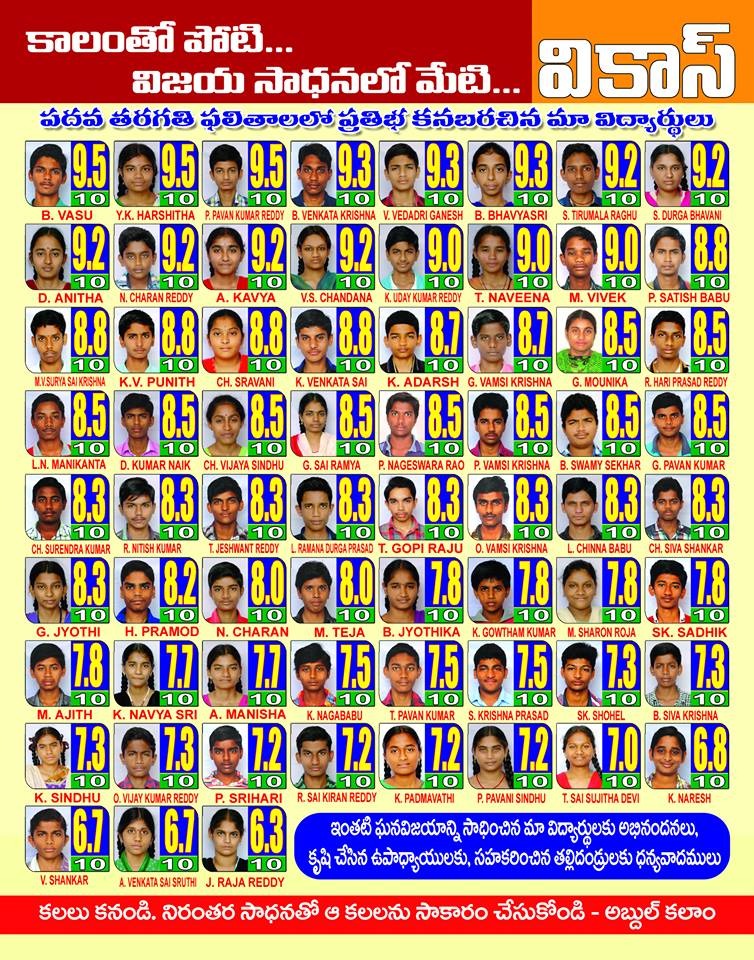 కాలంతో పోటి...
విజయ సాధనలో మేటి...
వికాస్
పదవ తరగతి ఫలితాలలో ప్రతిభ కనబరచిన మా విద్యార్థులు
9.5 10 9.5 10 9.5 10 9.3 10 9.3 10 9.3 10 9.2 10 9.2 10
B. VASU Y.K. HARSHITHA P. PAVAN KUMAR REDDY B. VENKATA KRISHNA V. VEDADRI GANESH B. BHAVYASRI S. TIRUMALA RAGHU S. DURGA BHAVANI
9.2 10 9.2 10 9.2 10 9.2 10 9.0 10 9.0 10 9.0 10 8.8 10
D. ANITHA N. CHARAN REDDY A. KAVYA V.S. CHANDANA K. UDAY KUMAR REDDY T. NAVEENA M. VIVEK P. SATISH BABU
8.8 10 8.8 10 8.8 10 8.8 10 8.7 10 8.7 10 8.5 10 8.5 10
M.V.SURYA SAI KRISHNA K.V. PUNITH CH. SRAVANI K. VENKATA SAI K. ADARSH G. VAMSI KRISHNA G. MOUNIKA R. HARI PRASAD REDDY
8.5 10 8.5 10 8.5 10 8.5 10 8.5 10 8.5 10 8.5 10 8.5 10
L.N. MANIKANTA D. KUMAR NAIK CH. VIJAYA SINDHU G. SAI RAMYA P. NAGESWARA RAO P. VAMSI KRISHNA B. SWAMY SEKHAR G. PAVAN KUMAR
8.3 10 8.3 10 8.3 10 8.3 10 8.3 10 8.3 10 8.3 10 8.3 10
CH. SURENDRA KUMAR R. NITISH KUMAR T. JESHWANT REDDY L RAMANA DURGA PRASAD T. GOPI RAJU O. VAMSI KRISHNA L. CHINNA BABU CH. SIVA SHANKAR
8.3 10 8.2 10 8.0 10 8.0 10 7.8 10 7.8 10 7.8 10 7.8 10
G. JYOTHI H. PRAMOD N. CHARAN M. TEJA B. JYOTHIKA K. GOWTHAM KUMAR M. SHARON ROJA SK. SADHIK
7.8 10 7.7 10 7.7 10 7.5 10 7.5 10 7.5 10 7.3 10 7.3 10
M. AJITH K. NAVYA SRI A. MANISHA K. NAGABABU T. PAVAN KUMAR S. KRISHNA PRASAD SK. SHOHEL B. SIVA KRISHNA
7.3 10 7.3 10 7.2 10 7.2 10 7.2 10 7.2 10 7.0 10 6.8 10
K. SINDHU O. VIJAY KUMAR REDDY P. SRIHARI R. SAI KIREN REDDY K. PADMAVATHI P. PAVANI SINDHU T. SAI SUJITHA DEVI K. NARESH
6.7 10 6.7 10 6.3 10
V. SHANKAR A. VENKATA SAI SRUTHI J. RAJA REDDY
ఇంతటి ఘనవిజయాన్ని సాధించిన మా విద్యార్థులకు అభినందనలు,
కృషి చేసిన ఉపాధ్యాయులకు, సహకరించిన తల్లిదండ్రులకు ధన్యవాదములు
కలలు కనండి. నిరంతర సాధనతో ఆ కలలను సాకారం చేసుకోండి - అబ్దుల్ కలాం